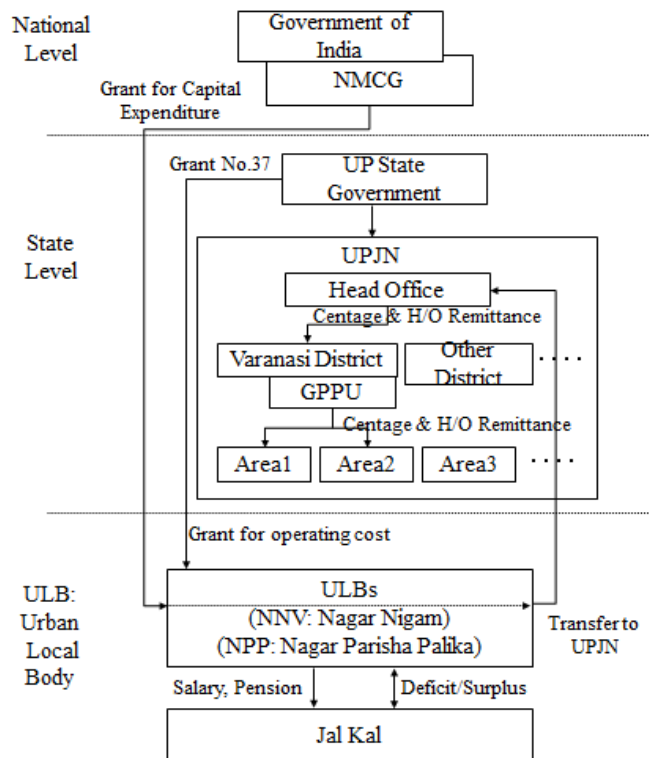 National
Level
Government of
India
NMCG
Grant for Capital
Expenditure
Grant No.37
UP State
Government
State
Level
UPJN
Head Office
Centage & H/O Remittance
Varanasi District
Other
District
....
GPPU
Centage & H/O Remittance
Area1
Area2
Area3
....
Grant for operating cost
ULB:
Urban
Local
Body
ULBs
(NNV: Nagar Nigam)
(NPP: Nagar Parisha Palika)
Transfer to
UPJN
Salary, Pension
Deficit/Surplus
Jal Kal